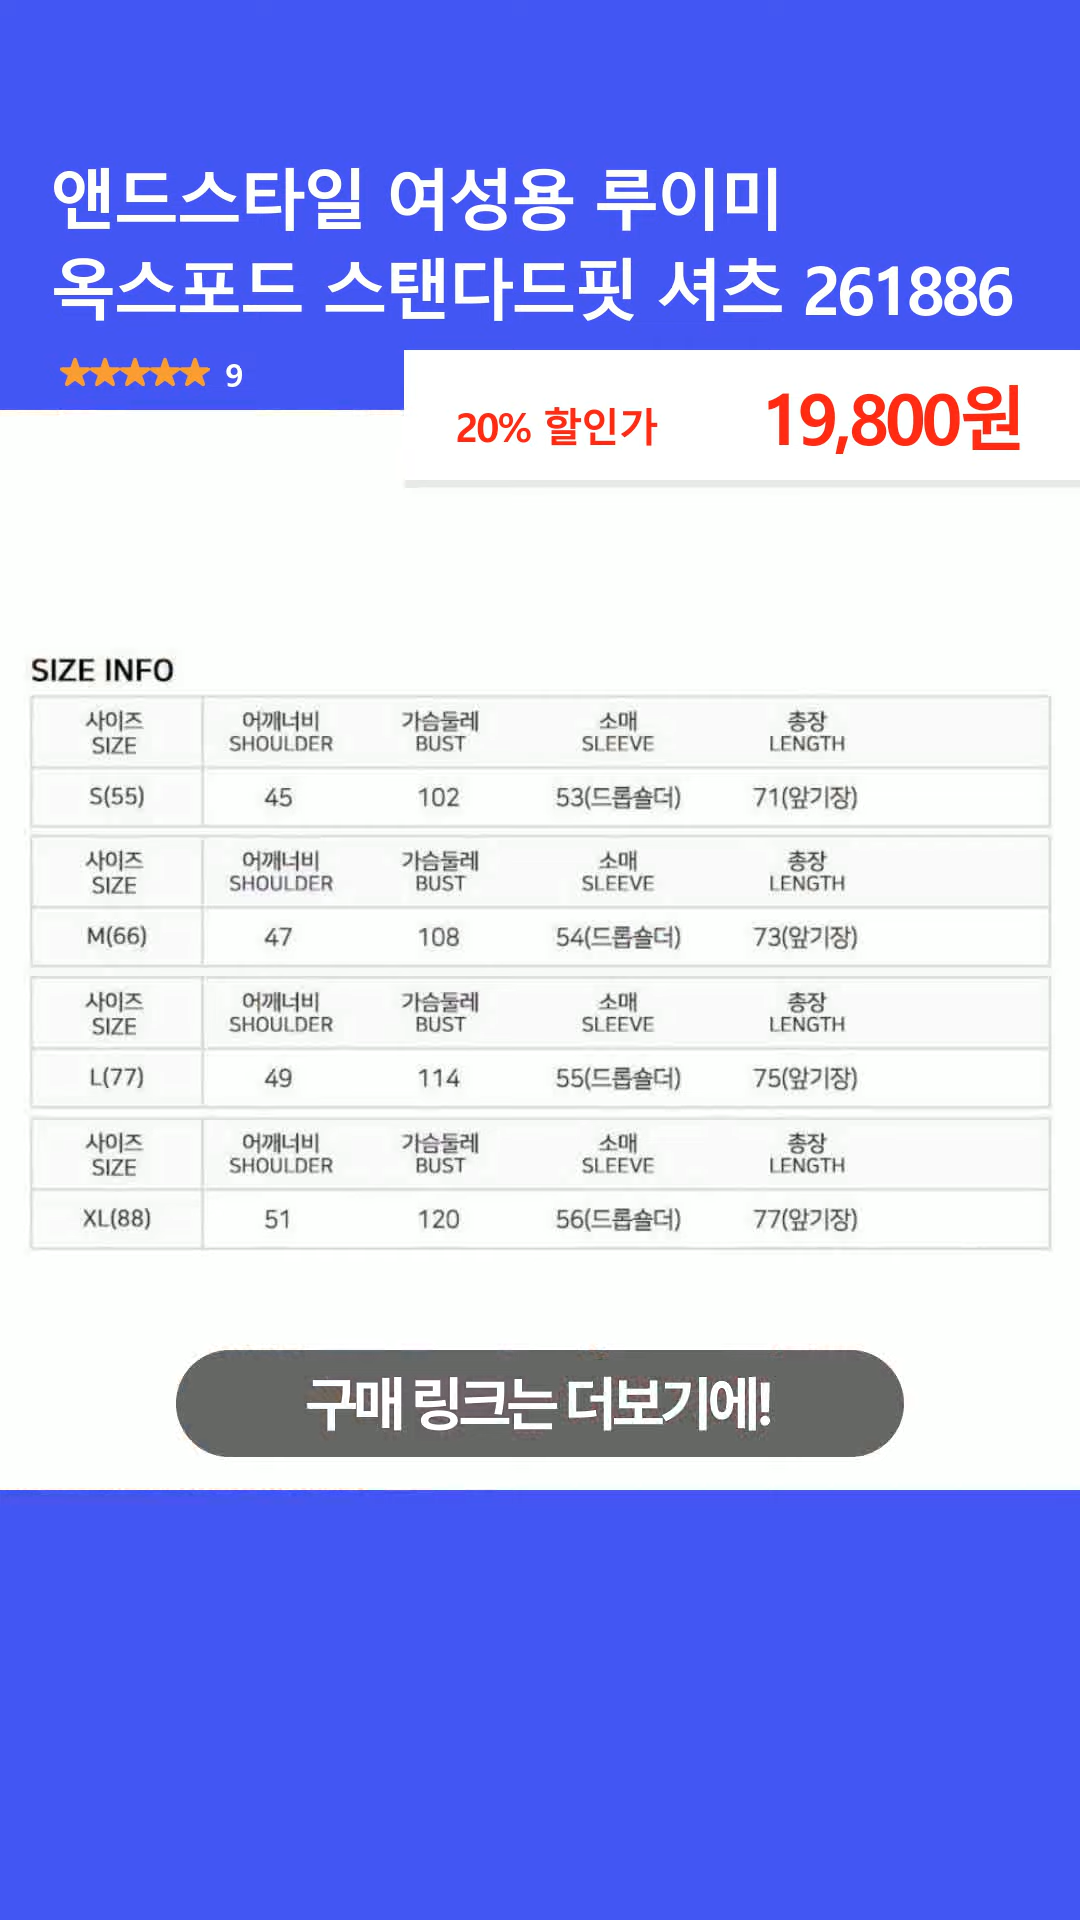 앤드스타일 여성용 루이미
옥스포드 스탠다드핏 셔츠 261886
★★★★★ 9
20% 할인가 19,800원
SIZE INFO
사이즈 어깨너비 가슴둘레 소매 총장
SIZE SHOULDER BUST SLEEVE LENGTH
S(55) 45 102 53(드롭숄더) 71(앞기장)
사이즈 어깨너비 가슴둘레 소매 총장
SIZE SHOULDER BUST SLEEVE LENGTH
M(66) 47 108 54(드롭숄더) 73(앞기장)
사이즈 어깨너비 가슴둘레 소매 총장
SIZE SHOULDER BUST SLEEVE LENGTH
L(77) 49 114 55(드롭숄더) 75(앞기장)
사이즈 어깨너비 가슴둘레 소매 총장
SIZE SHOULDER BUST SLEEVE LENGTH
XL(88) 51 120 56(드롭숄더) 77(앞기장)
구매 링크는 더보기에!